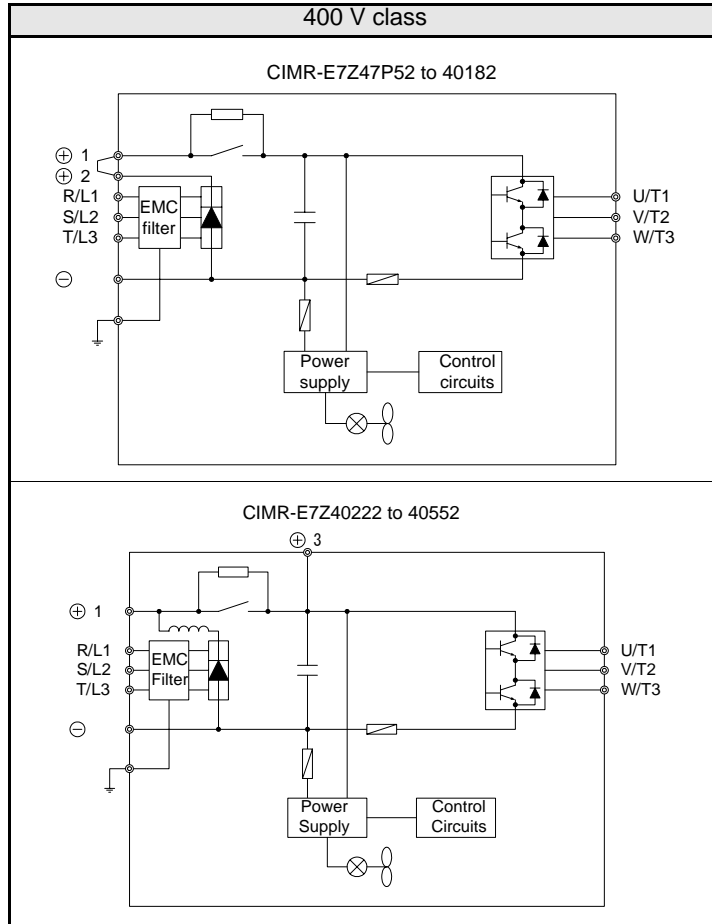 400 V class
CIMR-E7Z47P52 to 40182
⊕ 1
⊕ 2
R/L1
S/L2
T/L3
⊖
EMC
filter
U/T1
V/T2
W/T3
Power
supply
Control
circuits
CIMR-E7Z40222 to 40552
⊕ 3
⊕ 1
R/L1
S/L2
T/L3
⊖
EMC
Filter
U/T1
V/T2
W/T3
Power
Supply
Control
Circuits